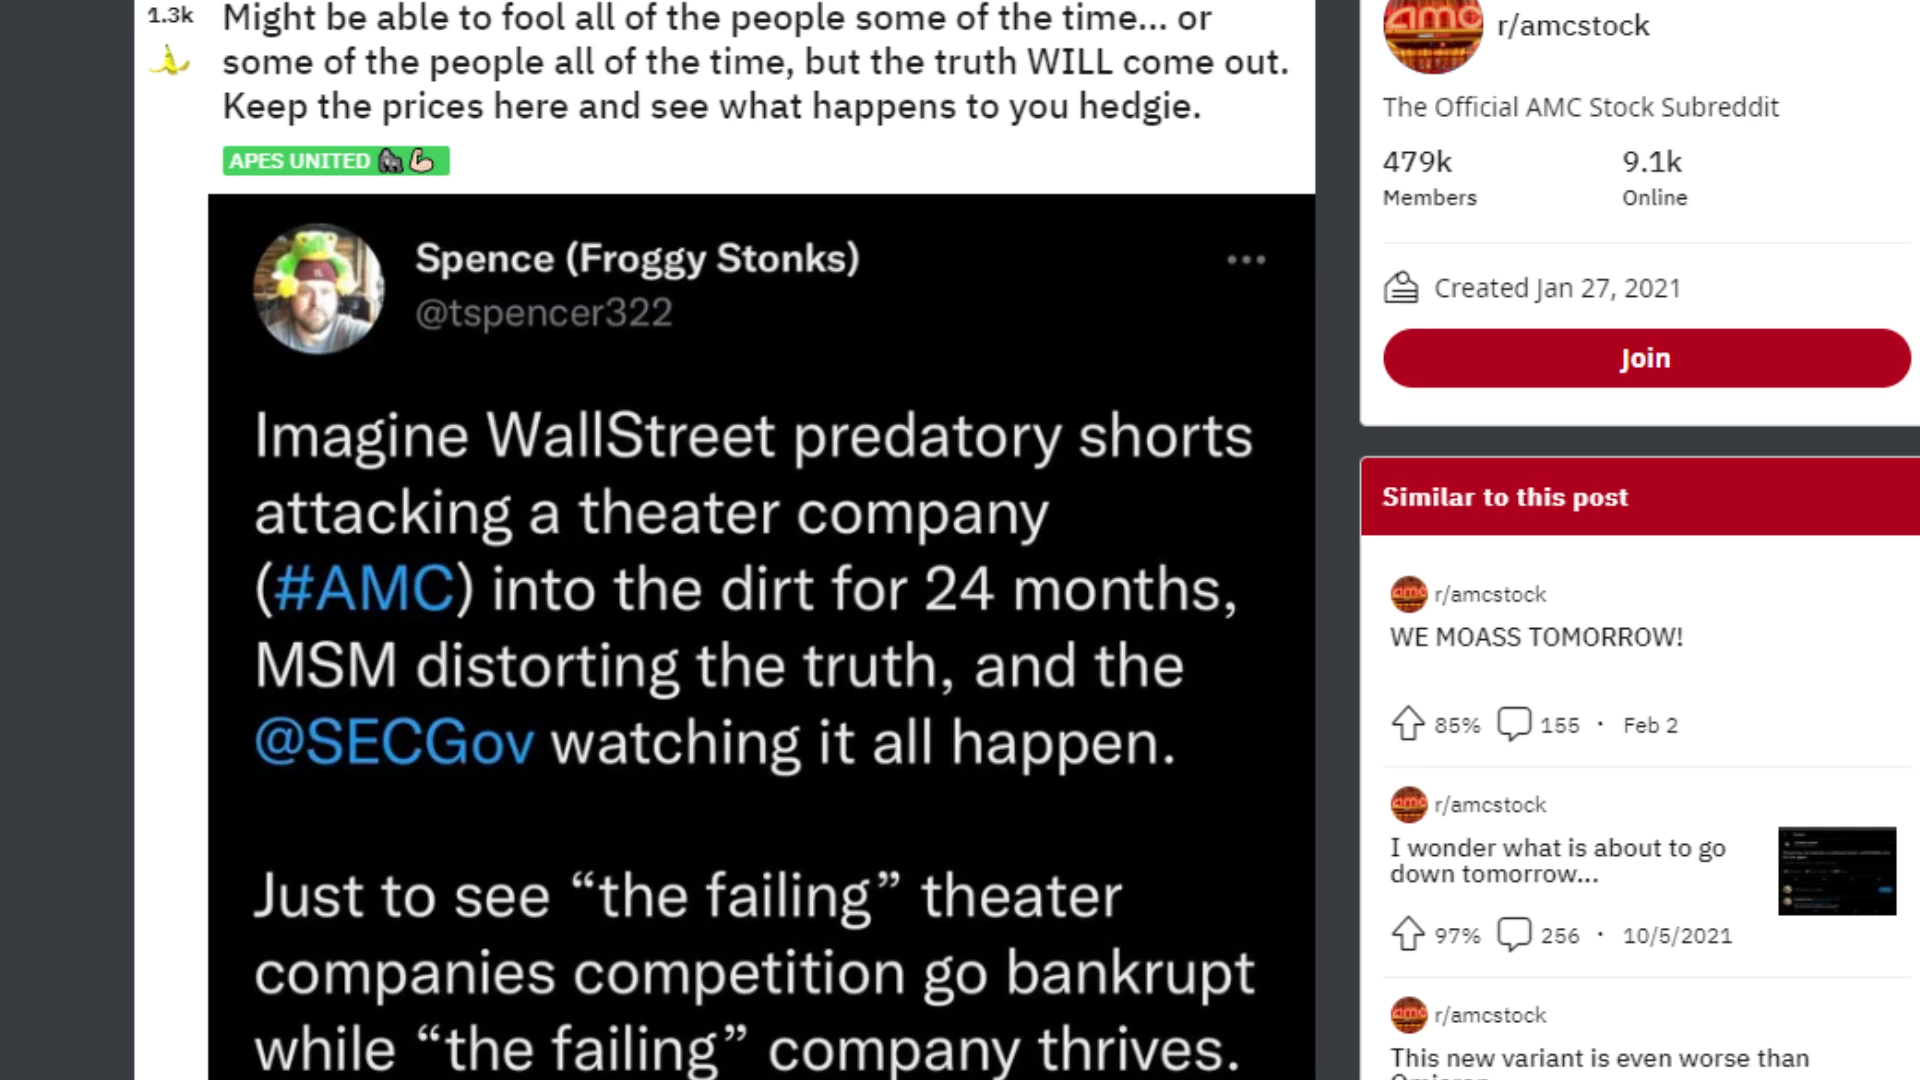 1.3k
Might be able to fool all of the people some of the time... or
some of the people all of the time, but the truth WILL come out.
Keep the prices here and see what happens to you hedgie.
APES UNITED
Spence (Froggy Stonks)
@tspencer322
Imagine WallStreet predatory shorts
attacking a theater company
(#AMC) into the dirt for 24 months,
MSM distorting the truth, and the
@SECGov watching it all happen.
Just to see “the failing” theater
companies competition go bankrupt
while “the failing” company thrives.
amc
r/amcstock
The Official AMC Stock Subreddit
479k
9.1k
Members
Online
Created Jan 27, 2021
Join
Similar to this post
amc
r/amcstock
WE MOASS TOMORROW!
85%
155
·
Feb 2
amc
r/amcstock
I wonder what is about to go
down tomorrow...
97%
256
·
10/5/2021
amc
r/amcstock
This new variant is even worse than